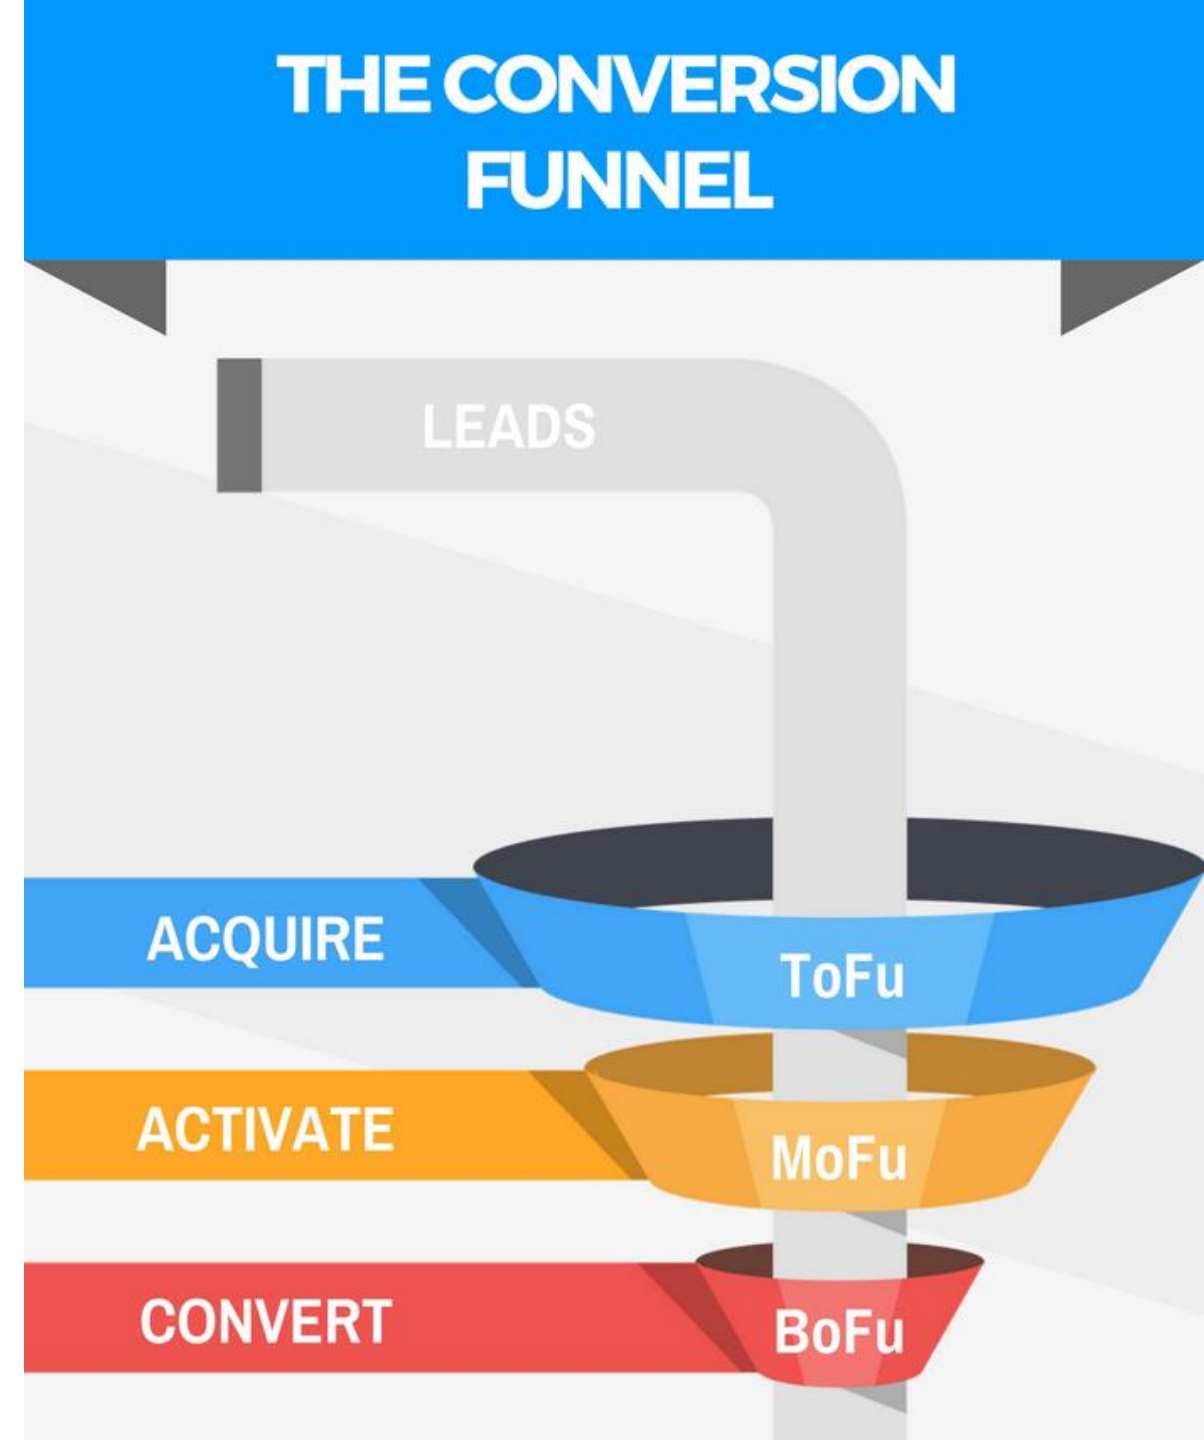 THE CONVERSION
FUNNEL
LEADS
ACQUIRE
ToFu
ACTIVATE
MoFu
CONVERT
BoFu